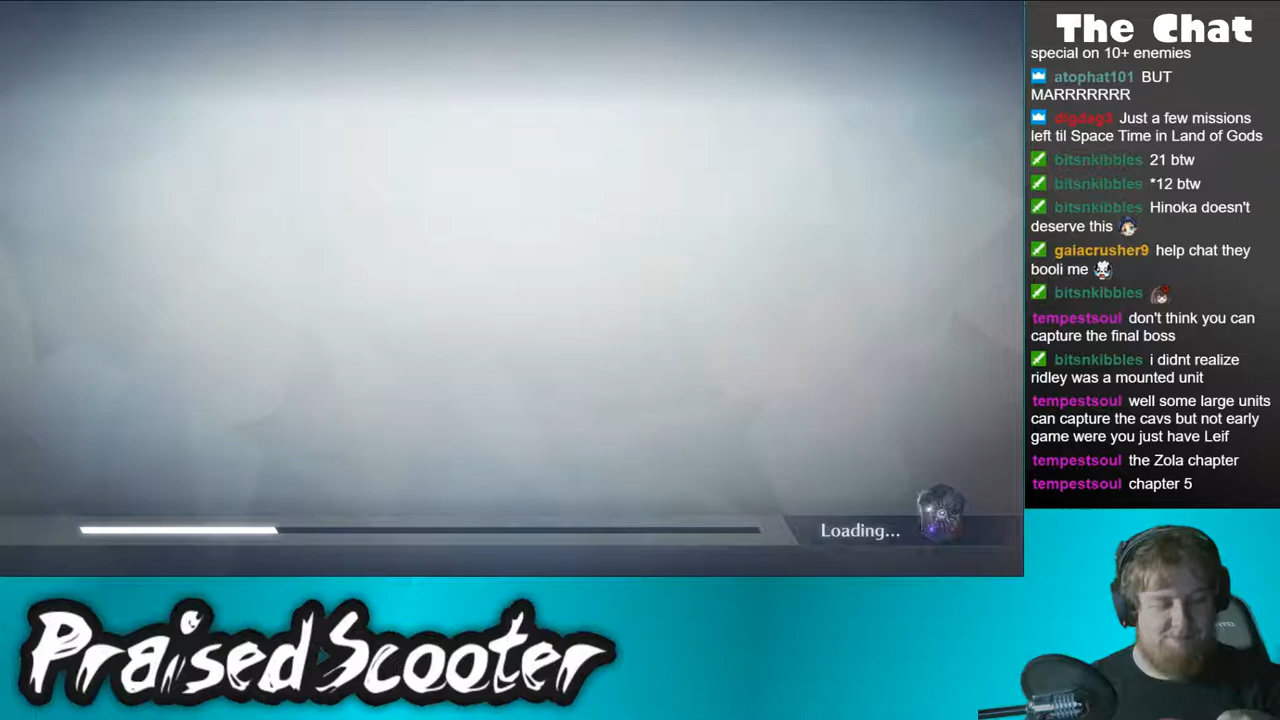 The Chat
special on 10+ enemies
atophat101 BUT
MARRRRRRR
digdag3 Just a few missions
left til Space Time in Land of Gods
bitsnkibbles 21 btw
bitsnkibbles *12 btw
bitsnkibbles Hinoka doesn't
deserve this
gaiacrusher9 help chat they
booli me
bitsnkibbles
tempestsoul don't think you can
capture the final boss
bitsnkibbles i didnt realize
ridley was a mounted unit
tempestsoul well some large units
can capture the cavs but not early
game were you just have Leif
tempestsoul the Zola chapter
tempestsoul chapter 5
Loading...
PraisedScooter